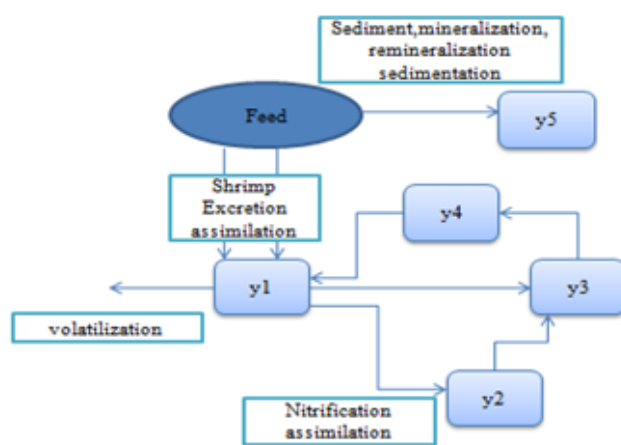 Sediment,mineralization,
remineralization
sedimentation
Feed
y5
Shrimp
Excretion
assimilation
y4
y1
y3
volatilization
y2
Nitrification
assimilation